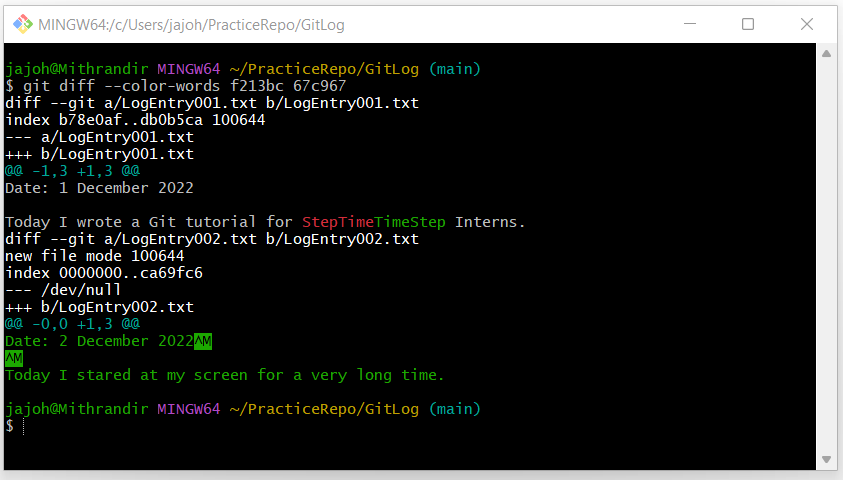 MINGW64:/c/Users/jajoh/PracticeRepo/GitLog
jajoh@Mithrandir MINGW64 ~/PracticeRepo/GitLog (main)
$ git diff --color-words f213bc 67c967
diff --git a/LogEntry001.txt b/LogEntry001.txt
index b78e0af..db0b5ca 100644
--- a/LogEntry001.txt
+++ b/LogEntry001.txt
@@ -1,3 +1,3 @@
Date: 1 December 2022
Today I wrote a Git tutorial for StepTimeTimeStep Interns.
diff --git a/LogEntry002.txt b/LogEntry002.txt
new file mode 100644
index 0000000..ca69fc6
--- /dev/null
+++ b/LogEntry002.txt
@@ -0,0 +1,3 @@
Date: 2 December 2022^M
^M
Today I stared at my screen for a very long time.
jajoh@Mithrandir MINGW64 ~/PracticeRepo/GitLog (main)
$